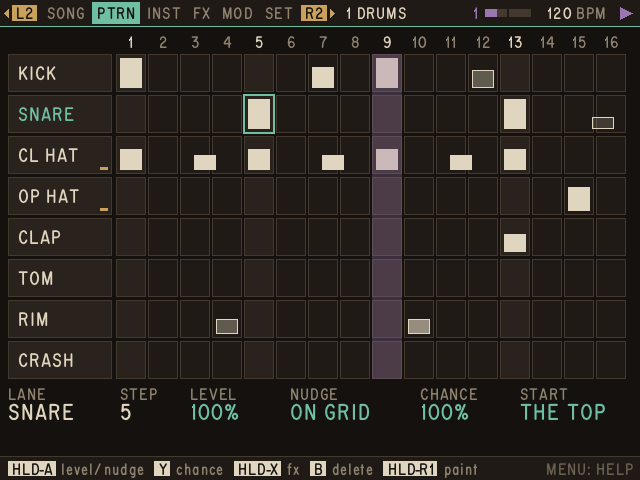 L2 SONG PTRN INST FX MOD SET R2 1 DRUMS 1 120 BPM
1 2 3 4 5 6 7 8 9 10 11 12 13 14 15 16
KICK
SNARE
CL HAT
OP HAT
CLAP
TOM
RIM
CRASH
LANE STEP LEVEL NUDGE CHANCE START
SNARE 5 100% ON GRID 100% THE TOP
HLD-A level/nudge Y chance HLD-X fx B delete HLD-R1 paint MENU: HELP